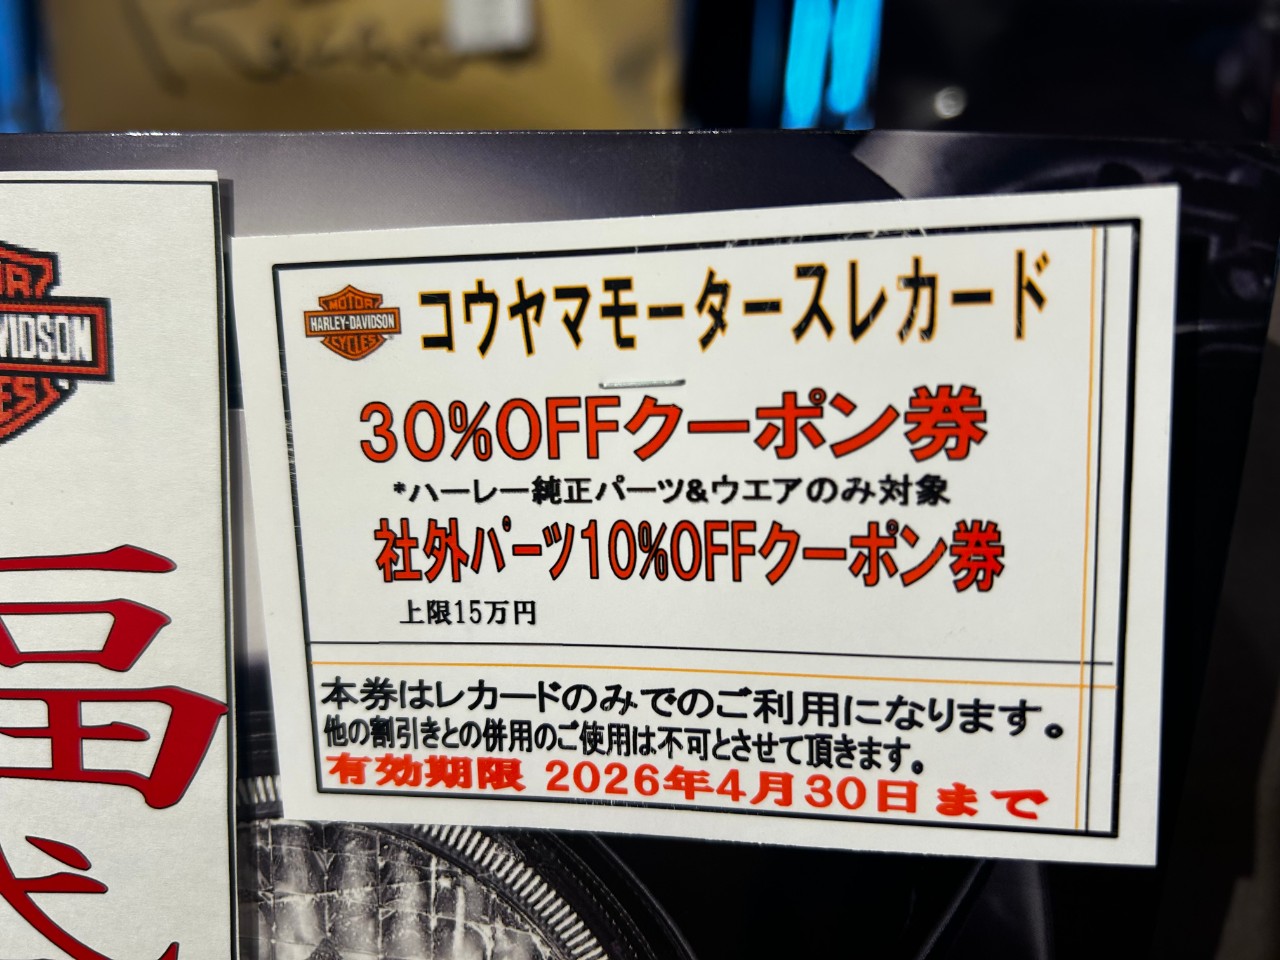 MOTOR
HARLEY-DAVIDSON
CYCLES
コウヤマモータースレカード
30%OFFクーポン券
*ハーレー純正パーツ&ウエアのみ対象
社外パーツ10%OFFクーポン券
上限15万円
本券はレカードのみでのご利用になります。
他の割引きとの併用のご使用は不可とさせて頂きます。
有効期限 2026年4月30日まで
福